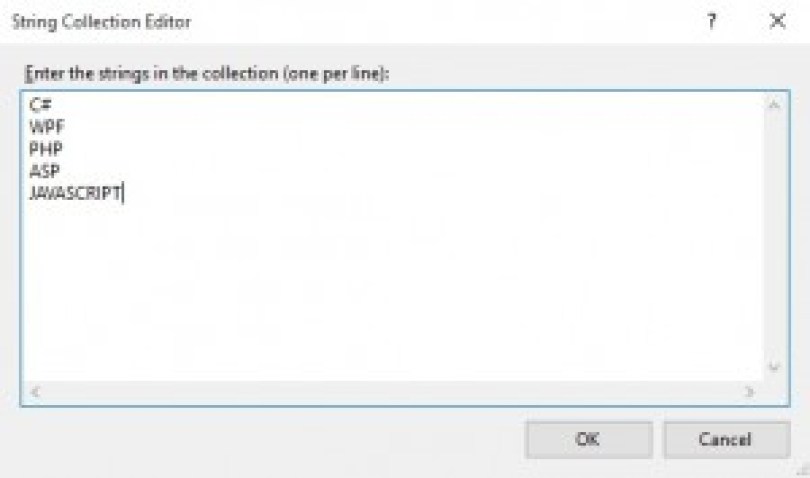 String Collection Editor
?
Enter the strings in the collection (one per line):
C#
WPF
PHP
ASP
JAVASCRIPT
OK
Cancel